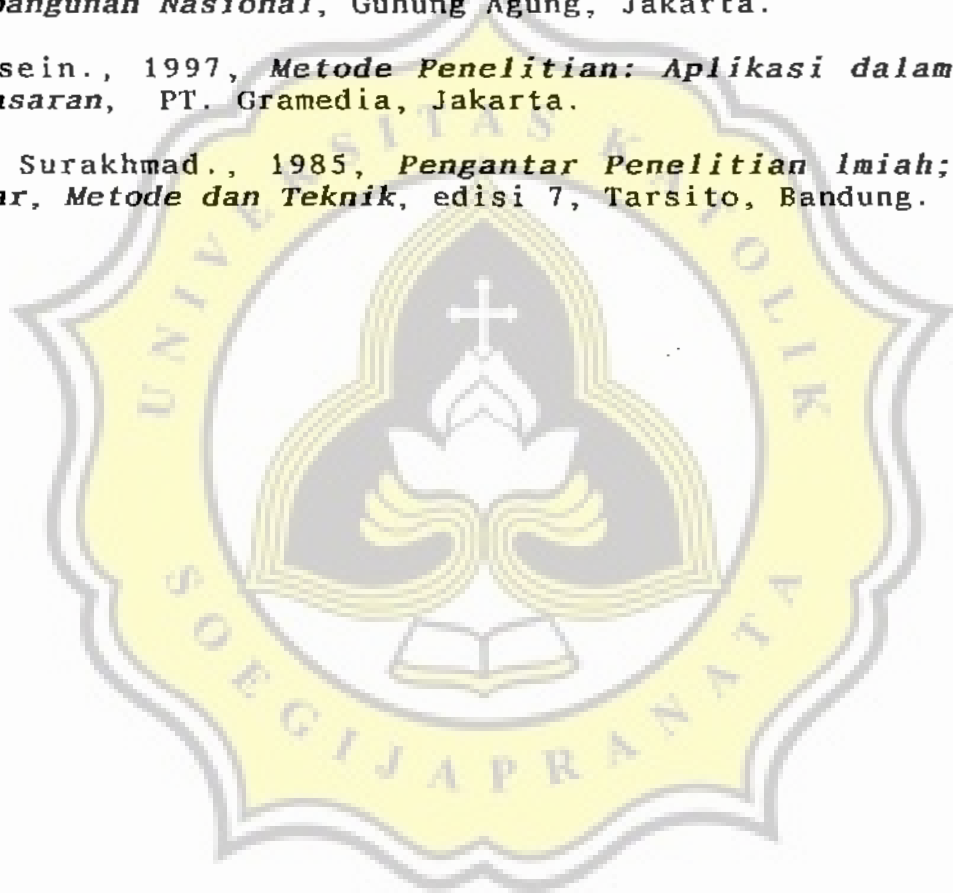 bangunan Nasional, Gunung Agung, Jakarta.
sein., 1997, Metode Penelitian: Aplikasi dalam
asaran, PT. Gramedia, Jakarta.
Surakhmad., 1985, Pengantar Penelitian lmiah;
ar, Metode dan Teknik, edisi 7, Tarsito, Bandung.
UNIVERSITAS KATOLIK
SOEGIJAPRANATA